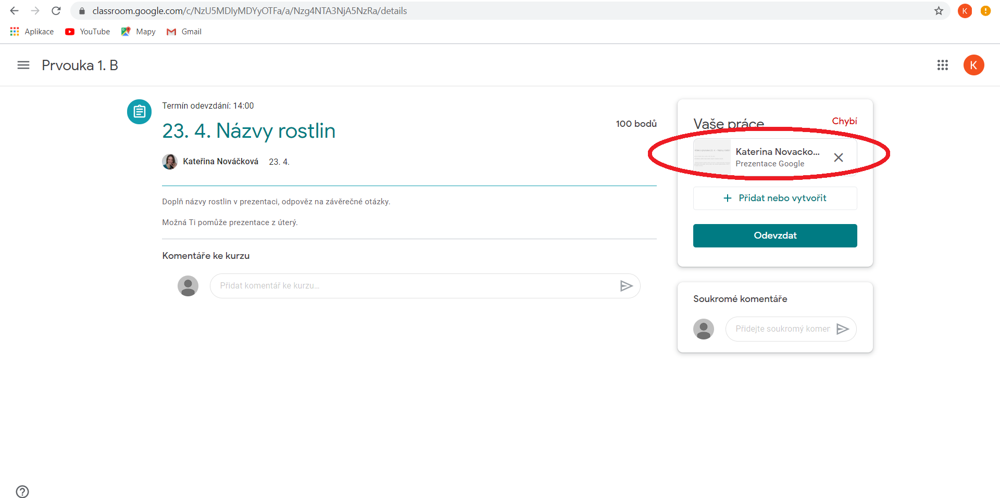 classroom.google.com/c/NzU5MDIyMDYyOTFa/a/Nzg4NTA3NjA5NzRa/details
K
Aplikace YouTube Mapy Gmail
Prvouka 1. B
K
Termín odevzdání: 14:00
23. 4. Názvy rostlin
100 bodů
Kateřina Nováčková 23. 4.
Doplň názvy rostlin v prezentaci, odpověz na závěrečné otázky.
Možná Ti pomůže prezentace z úterý.
Komentáře ke kurzu
Přidat komentář ke kurzu...
Vaše práce Chybí
Katerina Novacko...
Prezentace Google
+ Přidat nebo vytvořit
Odevzdat
Soukromé komentáře
Přidejte soukromý komer